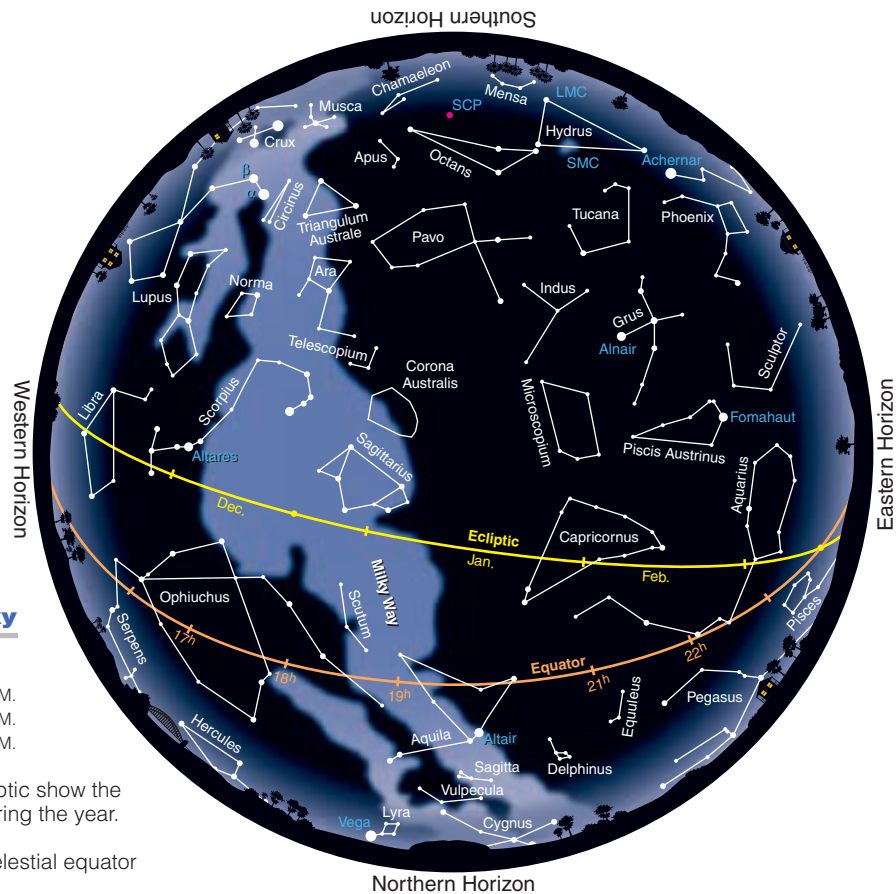 Southern Horizon
Chamaeleon
Mensa
LMC
Musca
SCP
Crux
Hydrus
Apus
Octans
SMC
Achernar
β
α
Circinus
Triangulum
Australe
Pavo
Tucana
Phoenix
Ara
Norma
Lupus
Indus
Grus
Telescopium
Alnair
Sculptor
Corona
Australis
Western Horizon
Libra
Scorpius
Microscopium
Fomahaut
Eastern Horizon
Altares
Sagittarius
Piscis Austrinus
Aquarius
Dec.
Ecliptic
Capricornus
Jan.
Feb.
Milky Way
Ophiuchus
Scutum
Pisces
ky
Serpens
17h
18h
19h
Equator
21h
22h
M.
M.
M.
Equuleus
Pegasus
Hercules
Aquila
Altair
Delphinus
Sagitta
Vulpecula
ptic show the
ring the year.
Vega
Lyra
Cygnus
elestial equator
Northern Horizon